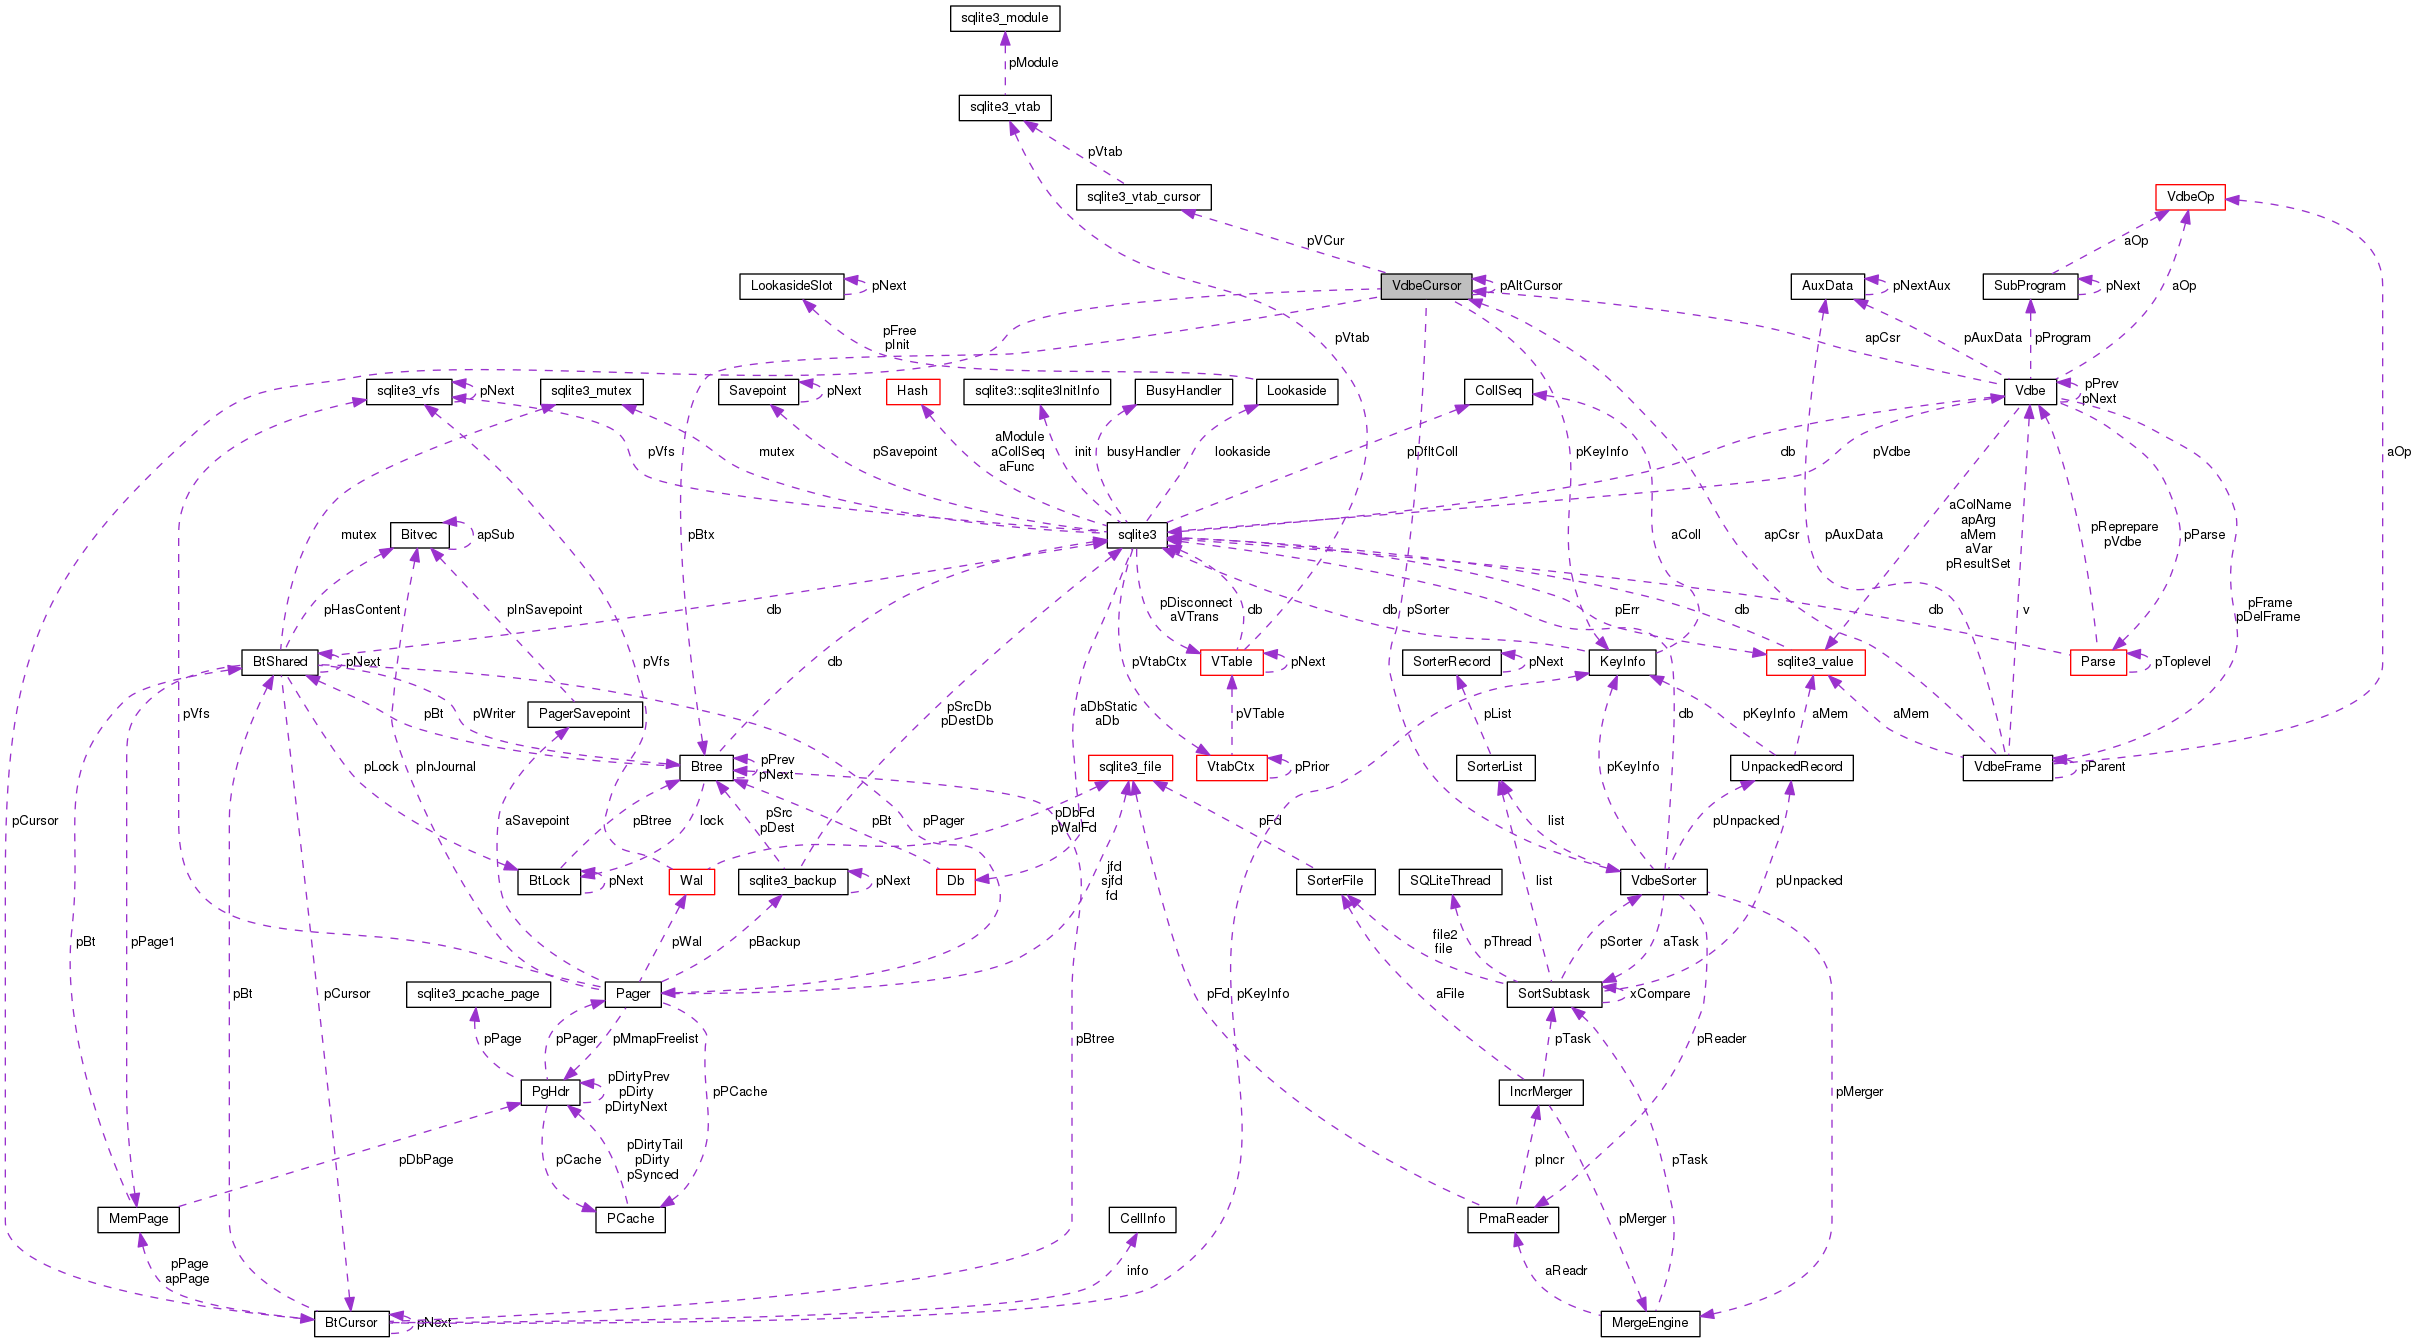 sqlite3_module
pModule
sqlite3_vtab
pVtab
sqlite3_vtab_cursor
VdbeOp
pVCur
aOp
LookasideSlot
pNext
VdbeCursor
pAltCursor
AuxData
pNextAux
SubProgram
pNext
aOp
pFree
pInit
pVtab
apCsr
pAuxData
pProgram
sqlite3_vfs
pNext
sqlite3_mutex
Savepoint
pNext
Hash
sqlite3::sqlite3InitInfo
BusyHandler
Lookaside
CollSeq
Vdbe
pPrev
pNext
pVfs
mutex
pSavepoint
aModule
aCollSeq
aFunc
init
busyHandler
lookaside
pDfltColl
pKeyInfo
db
pVdbe
aOp
mutex
Bitvec
apSub
pBtx
sqlite3
aColl
apCsr
pAuxData
aColName
apArg
aMem
aVar
pResultSet
pReprepare
pVdbe
pParse
pHasContent
pInSavepoint
db
pDisconnect
aVTrans
db
db
pSorter
pErr
db
db
v
pFrame
pDelFrame
BtShared
pNext
pVfs
db
pVtabCtx
VTable
pNext
SorterRecord
pNext
KeyInfo
sqlite3_value
Parse
pToplevel
pVfs
PagerSavepoint
pBt
pWriter
pSrcDb
pDestDb
aDbStatic
aDb
pVTable
pList
db
pKeyInfo
aMem
aMem
pLock
pInJournal
Btree
pPrev
pNext
sqlite3_file
VtabCtx
pPrior
SorterList
pKeyInfo
UnpackedRecord
VdbeFrame
pParent
pCursor
aSavepoint
pBtree
lock
pSrc
pDest
pBt
pPager
pDbFd
pWalFd
pFd
list
pUnpacked
BtLock
pNext
Wal
sqlite3_backup
pNext
Db
jfd
sjfd
fd
SorterFile
SQLiteThread
list
VdbeSorter
pUnpacked
pBt
pPage1
pWal
pBackup
file2
file
pThread
pSorter
aTask
pBt
pCursor
sqlite3_pcache_page
Pager
pFd
pKeyInfo
aFile
SortSubtask
xCompare
pPage
pPager
pMmapFreelist
pBtree
pTask
pReader
PgHdr
pDirtyPrev
pDirty
pDirtyNext
pPCache
IncrMerger
pMerger
pDbPage
pCache
pDirtyTail
pDirty
pSynced
pIncr
pTask
MemPage
PCache
CellInfo
PmaReader
pMerger
pPage
apPage
info
aReadr
BtCursor
pNext
MergeEngine